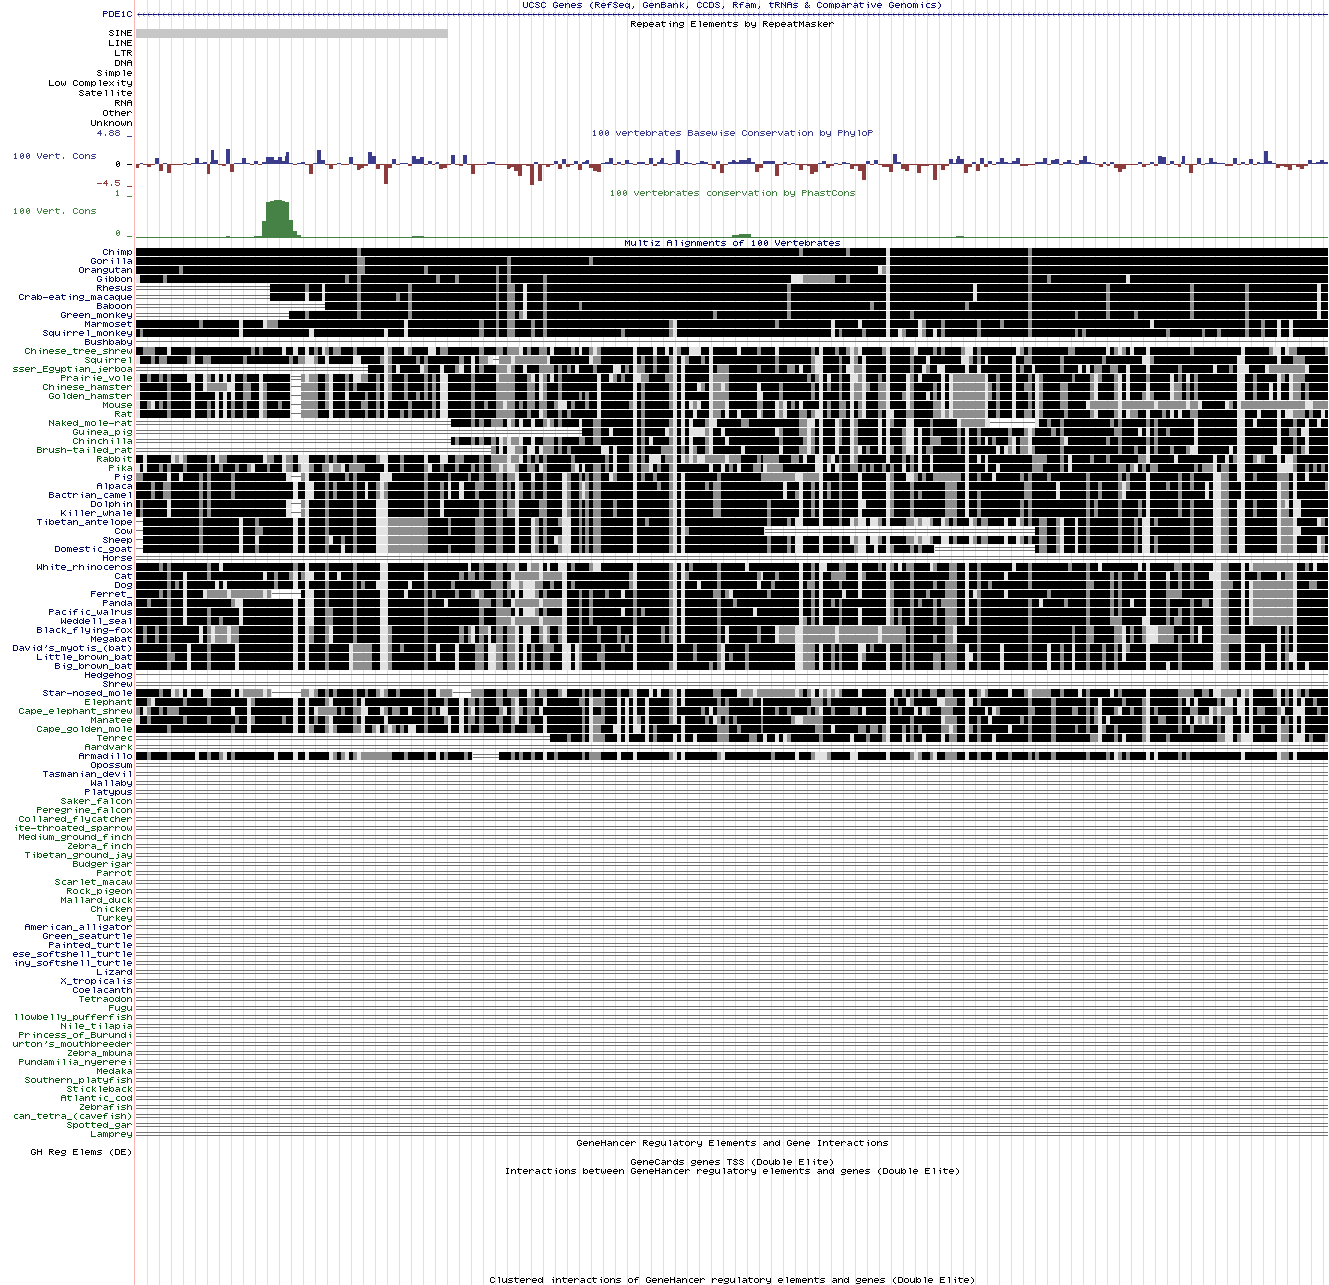 UCSC Genes (RefSeq, GenBank, CCDS, Rfam, tRNAs & Comparative Genomics)
PDE1C
Repeating Elements by RepeatMasker
SINE
LINE
LTR
DNA
Simple
Low Complexity
Satellite
RNA
Other
Unknown
4.88 _
100 vertebrates Basewise Conservation by PhyloP
100 Vert. Cons
0 _
-4.5 _
100 vertebrates conservation by PhastCons
1 _
100 Vert. Cons
0 _
Multiz Alignments of 100 Vertebrates
Chimp
Gorilla
Orangutan
Gibbon
Rhesus
Crab-eating_macaque
Baboon
Green_monkey
Marmoset
Squirrel_monkey
Bushbaby
Chinese_tree_shrew
Squirrel
sser_Egyptian_jerboa
Prairie_vole
Chinese_hamster
Golden_hamster
Mouse
Rat
Naked_mole-rat
Guinea_pig
Chinchilla
Brush-tailed_rat
Rabbit
Pika
Pig
Alpaca
Bactrian_camel
Dolphin
Killer_whale
Tibetan_antelope
Cow
Sheep
Domestic_goat
Horse
White_rhinoceros
Cat
Dog
Ferret_
Panda
Pacific_walrus
Weddell_seal
Black_flying-fox
Megabat
David's_myotis_(bat)
Little_brown_bat
Big_brown_bat
Hedgehog
Shrew
Star-nosed_mole
Elephant
Cape_elephant_shrew
Manatee
Cape_golden_mole
Tenrec
Aardvark
Armadillo
Opossum
Tasmanian_devil
Wallaby
Platypus
Saker_falcon
Peregrine_falcon
Collared_flycatcher
ite-throated_sparrow
Medium_ground_finch
Zebra_finch
Tibetan_ground_jay
Budgerigar
Parrot
Scarlet_macaw
Rock_pigeon
Mallard_duck
Chicken
Turkey
American_alligator
Green_seaturtle
Painted_turtle
ese_softshell_turtle
iny_softshell_turtle
Lizard
X_tropicalis
Coelacanth
Tetraodon
Fugu
llowbelly_pufferfish
Nile_tilapia
Princess_of_Burundi
urton's_mouthbreeder
Zebra_mbuna
Pundamilia_nyererei
Medaka
Southern_platyfish
Stickleback
Atlantic_cod
Zebrafish
can_tetra_(cavefish)
Spotted_gar
Lamprey
GeneHancer Regulatory Elements and Gene Interactions
GH Reg Elems (DE)
GeneCards genes TSS (Double Elite)
Interactions between GeneHancer regulatory elements and genes (Double Elite)
Clustered interactions of GeneHancer regulatory elements and genes (Double Elite)